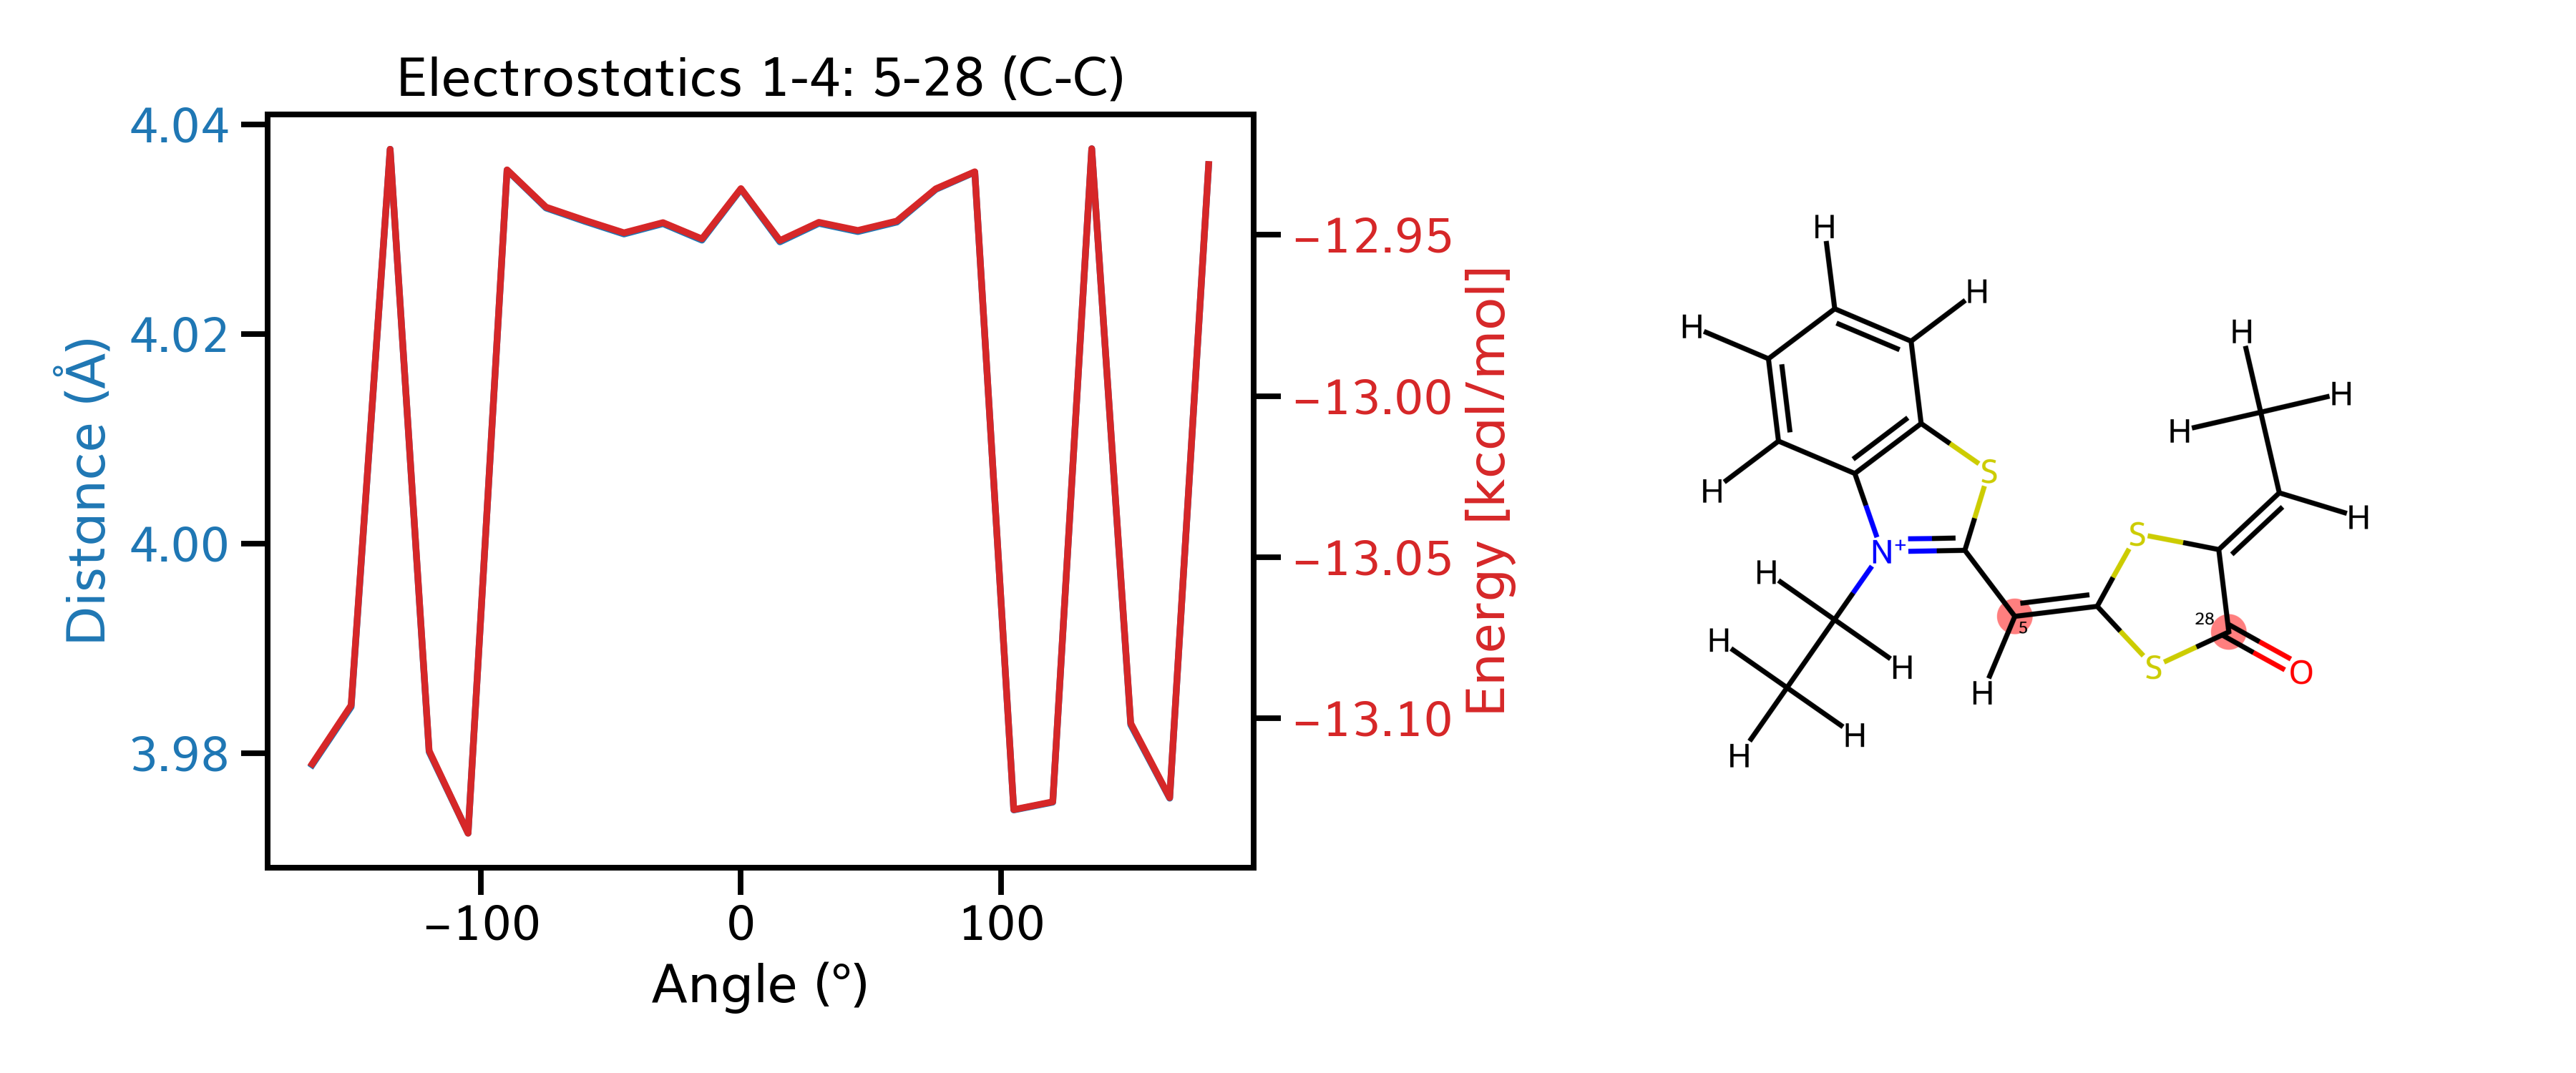 Electrostatics 1-4: 5-28 (C-C)
4.04
4.02
4.00
3.98
Distance (Å)
−12.95
−13.00
−13.05
−13.10
Energy [kcal/mol]
−100
0
100
Angle (°)
H
H
H
H
H
H
H
S
H
S
N⁺
H
28
5
H
H
S
O
H
H
H